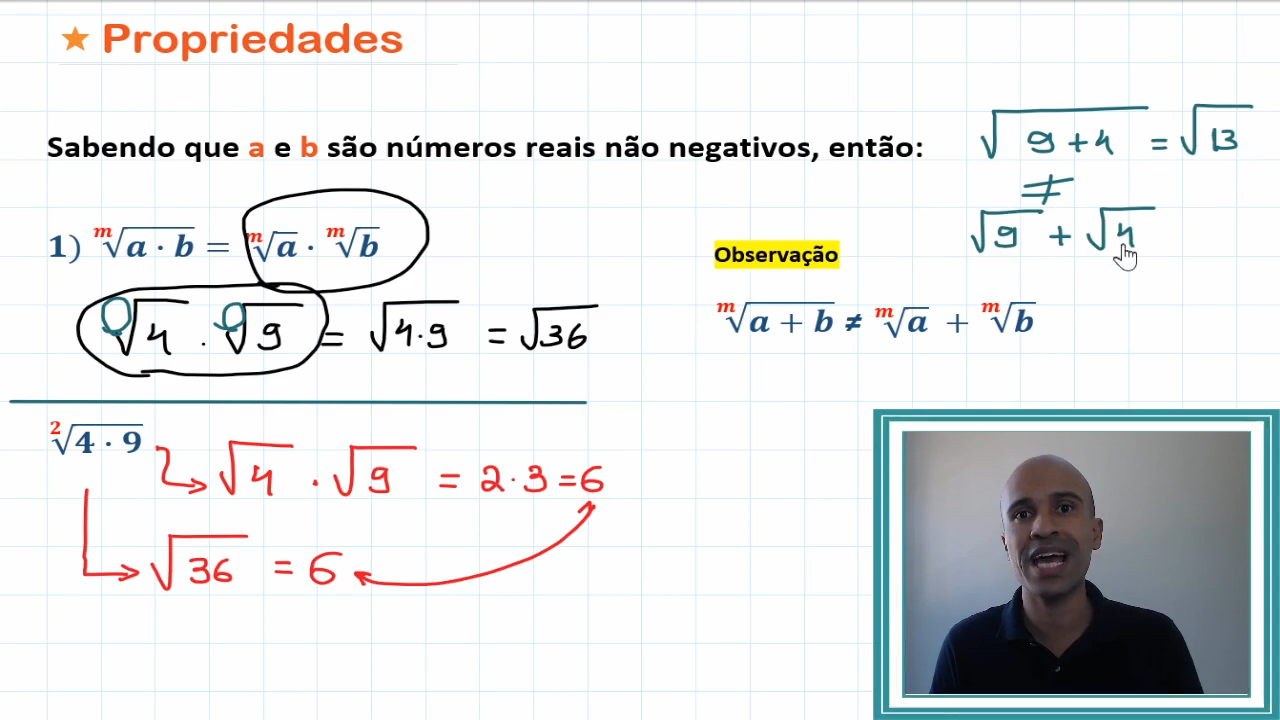 ★ Propriedades
Sabendo que a e b são números reais não negativos, então:
√(9+4) = √13
≠
√9 + √4
1) ᵐ√(a · b) = ᵐ√a · ᵐ√b
Observação
√4 · √9 = √(4·9) = √36
ᵐ√(a + b) ≠ ᵐ√a + ᵐ√b
²√(4 · 9)
√4 · √9 = 2·3 = 6
√36 = 6